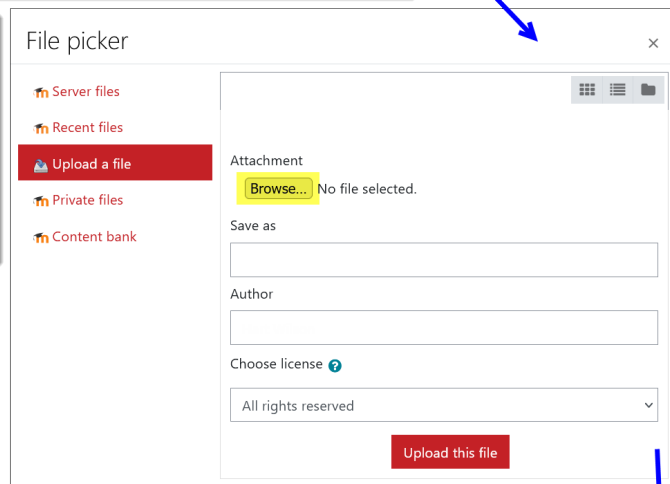 File picker
×
Server files
Recent files
Upload a file
Private files
Content bank
Attachment
Browse... No file selected.
Save as
Author
Choose license ?
All rights reserved
Upload this file